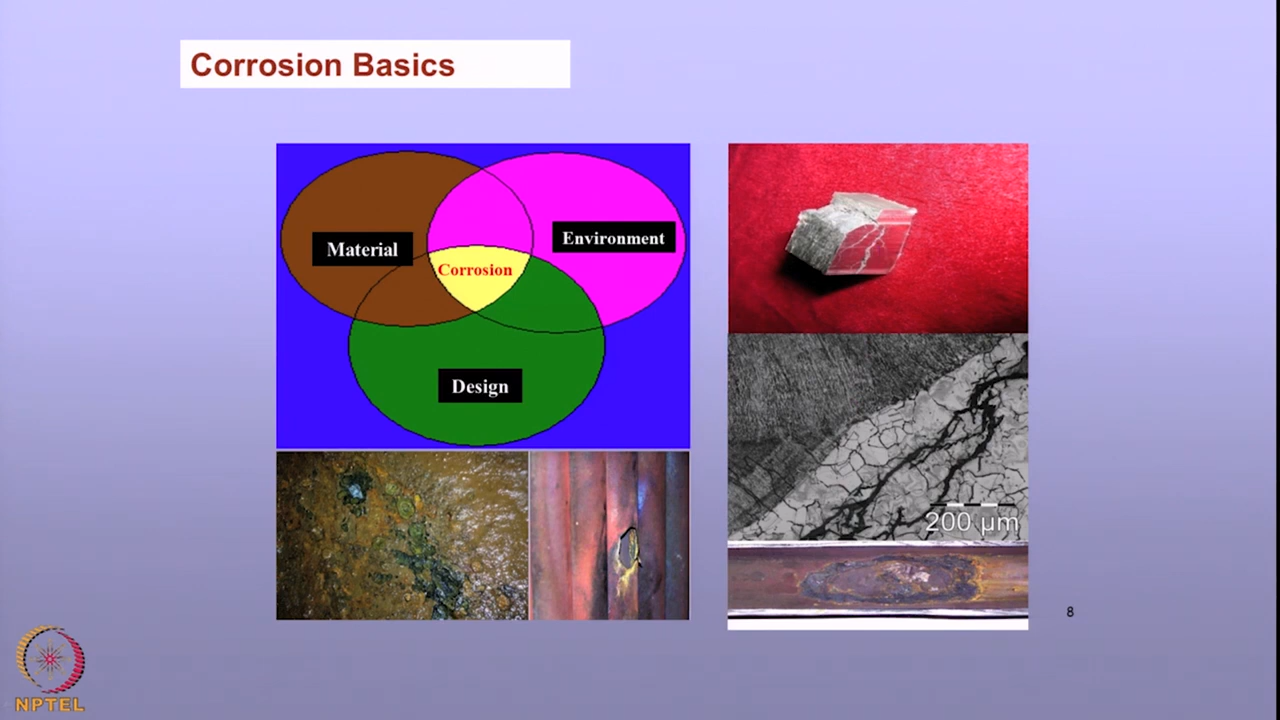 Corrosion Basics
Material
Environment
Corrosion
Design
200 µm
8
NPTEL